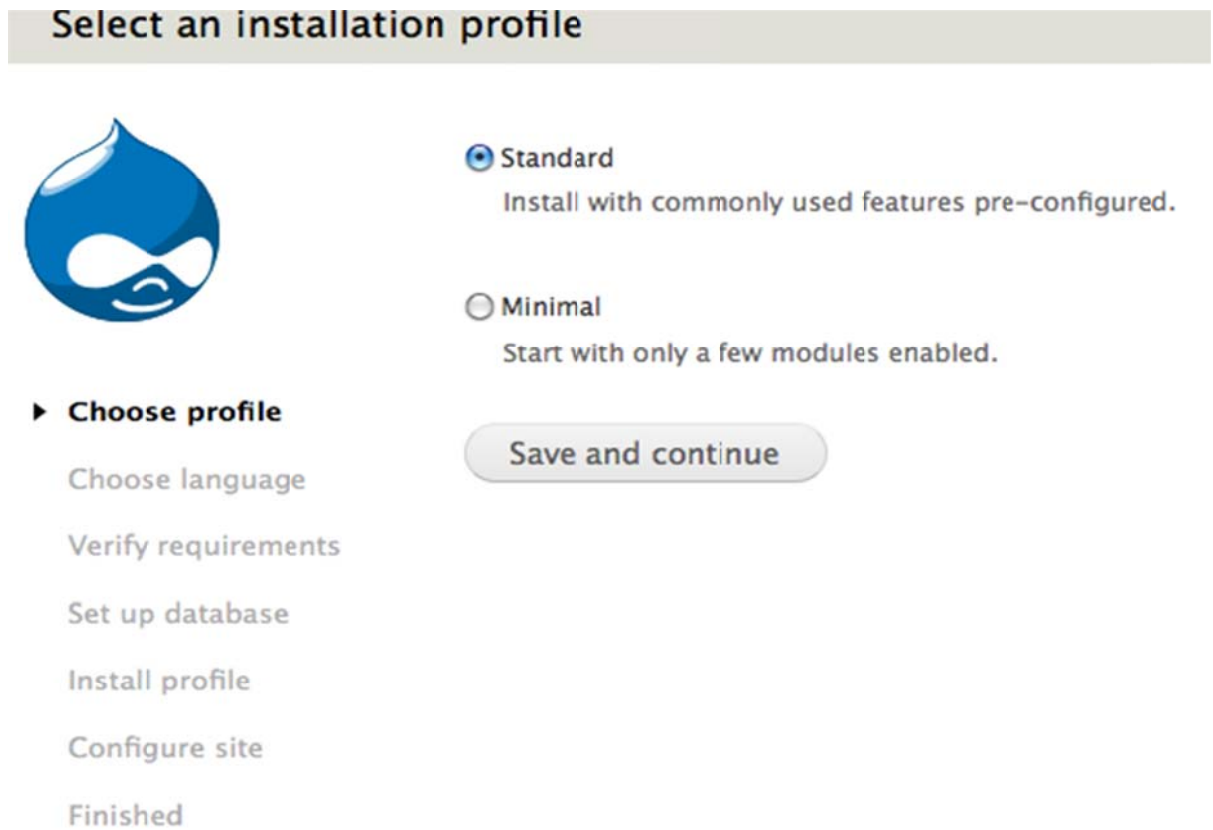 Select an installation profile
Standard
Install with commonly used features pre-configured.
Minimal
Start with only a few modules enabled.
Save and continue
Choose profile
Choose language
Verify requirements
Set up database
Install profile
Configure site
Finished